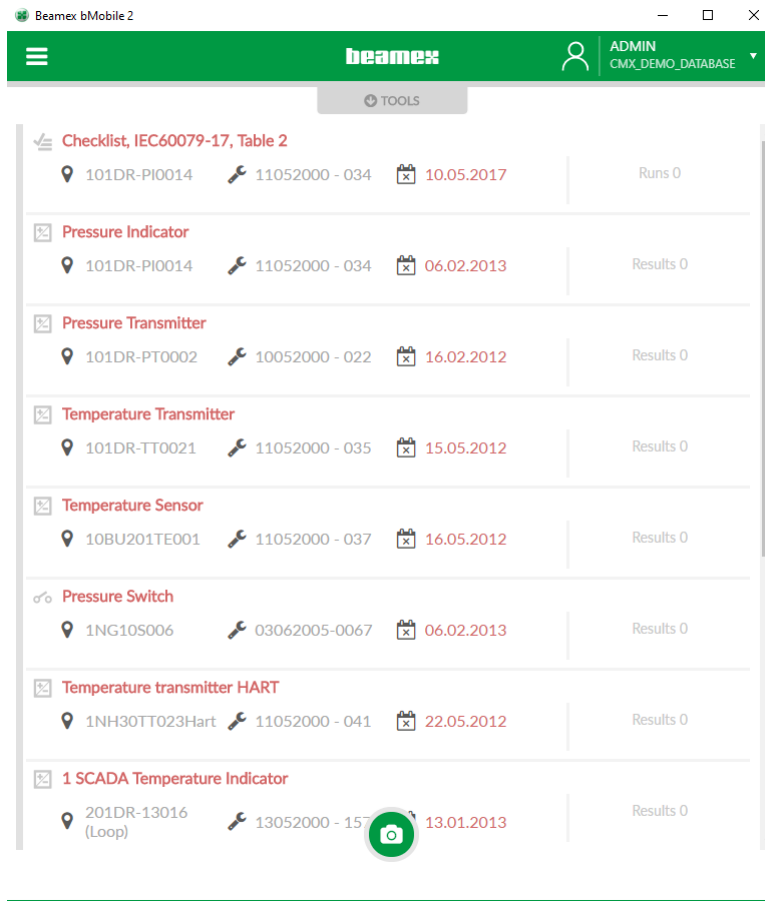 Beamex bMobile 2
beamex
ADMIN
CMX_DEMO_DATABASE
TOOLS
Checklist, IEC60079-17, Table 2
101DR-PI0014 11052000 - 034 10.05.2017 Runs 0
Pressure Indicator
101DR-PI0014 11052000 - 034 06.02.2013 Results 0
Pressure Transmitter
101DR-PT0002 10052000 - 022 16.02.2012 Results 0
Temperature Transmitter
101DR-TT0021 11052000 - 035 15.05.2012 Results 0
Temperature Sensor
10BU201TE001 11052000 - 037 16.05.2012 Results 0
Pressure Switch
1NG10S006 03062005-0067 06.02.2013 Results 0
Temperature transmitter HART
1NH30TT023Hart 11052000 - 041 22.05.2012 Results 0
1 SCADA Temperature Indicator
201DR-13016 13052000 - 157 13.01.2013 Results 0
(Loop)